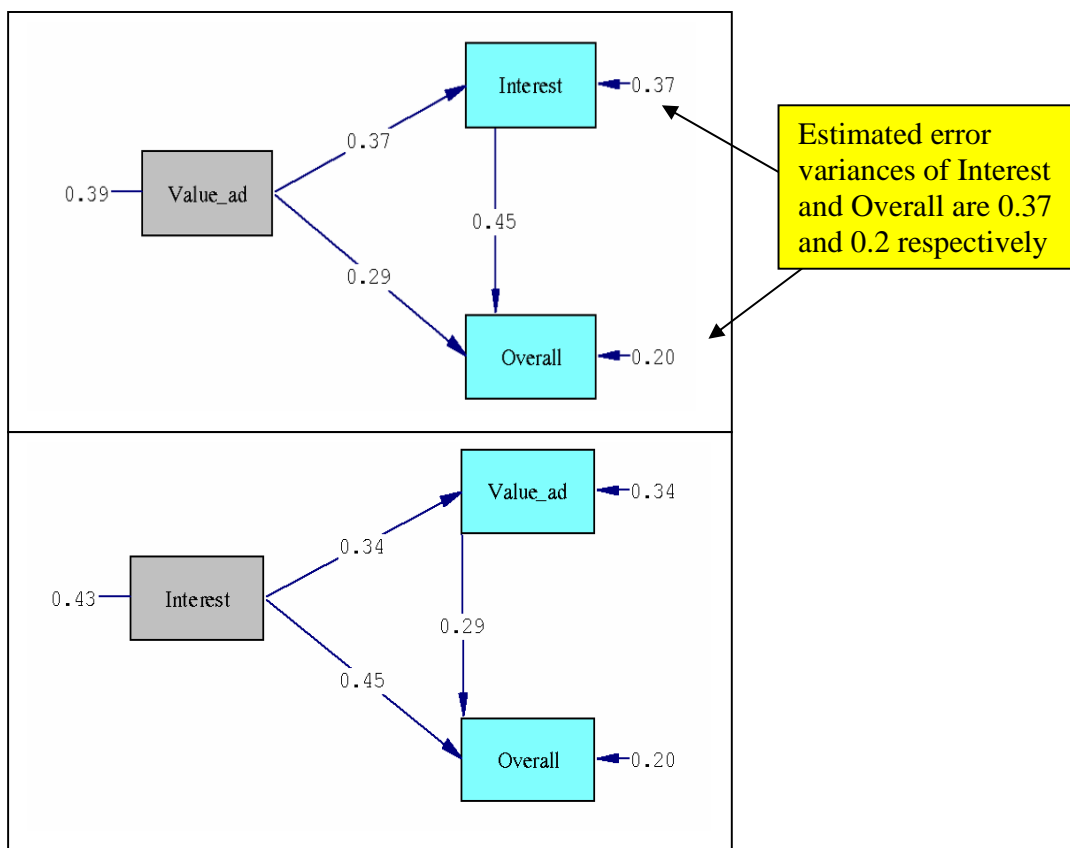 Interest
0.37
0.37
Value_ad
0.39
0.45
0.29
Overall
0.20
Estimated error
variances of Interest
and Overall are 0.37
and 0.2 respectively
Value_ad
0.34
0.34
Interest
0.43
0.29
0.45
Overall
0.20